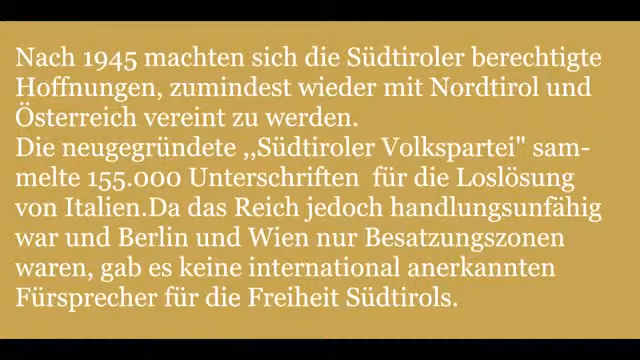 Nach 1945 machten sich die Südtiroler berechtigte
Hoffnungen, zumindest wieder mit Nordtirol und
Österreich vereint zu werden.
Die neugegründete ,,Südtiroler Volkspartei" sam-
melte 155.000 Unterschriften  für die Loslösung
von Italien.Da das Reich jedoch handlungsunfähig
war und Berlin und Wien nur Besatzungszonen
waren, gab es keine international anerkannten
Fürsprecher für die Freiheit Südtirols.